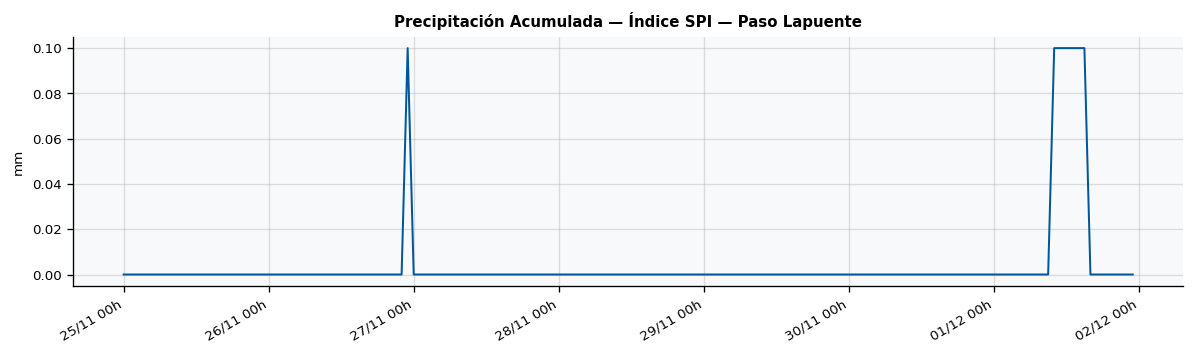 Precipitación Acumulada — Índice SPI — Paso Lapuente
mm
0.10
0.08
0.06
0.04
0.02
0.00
25/11 00h
26/11 00h
27/11 00h
28/11 00h
29/11 00h
30/11 00h
01/12 00h
02/12 00h